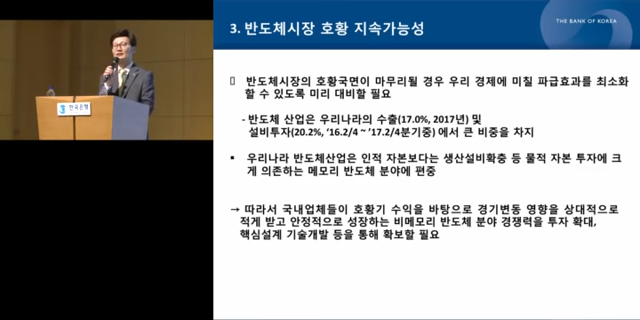 한국은행
THE BANK OF KOREA
3. 반도체시장 호황 지속가능성
▯ 반도체시장의 호황국면이 마무리될 경우 우리 경제에 미칠 파급효과를 최소화
할 수 있도록 미리 대비할 필요
- 반도체 산업은 우리나라의 수출(17.0%, 2017년) 및
설비투자(20.2%, ‘16.2/4 ~ ’17.2/4분기중) 에서 큰 비중을 차지
▪ 우리나라 반도체산업은 인적 자본보다는 생산설비확충 등 물적 자본 투자에 크
게 의존하는 메모리 반도체 분야에 편중
→ 따라서 국내업체들이 호황기 수익을 바탕으로 경기변동 영향을 상대적으로
적게 받고 안정적으로 성장하는 비메모리 반도체 분야 경쟁력을 투자 확대,
핵심설계 기술개발 등을 통해 확보할 필요